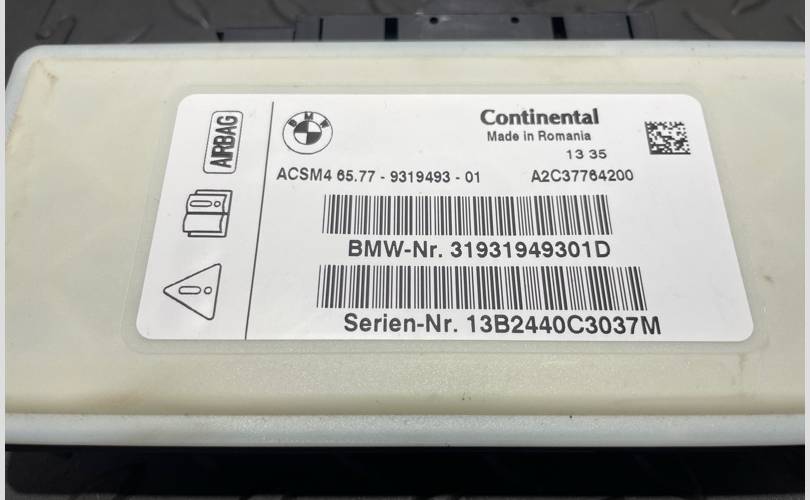 AIRBAG
BMW
Continental
Made in Romania
13 35
ACSM4 65.77 - 9319493 - 01 A2C37764200
BMW-Nr. 31931949301D
Serien-Nr. 13B2440C3037M